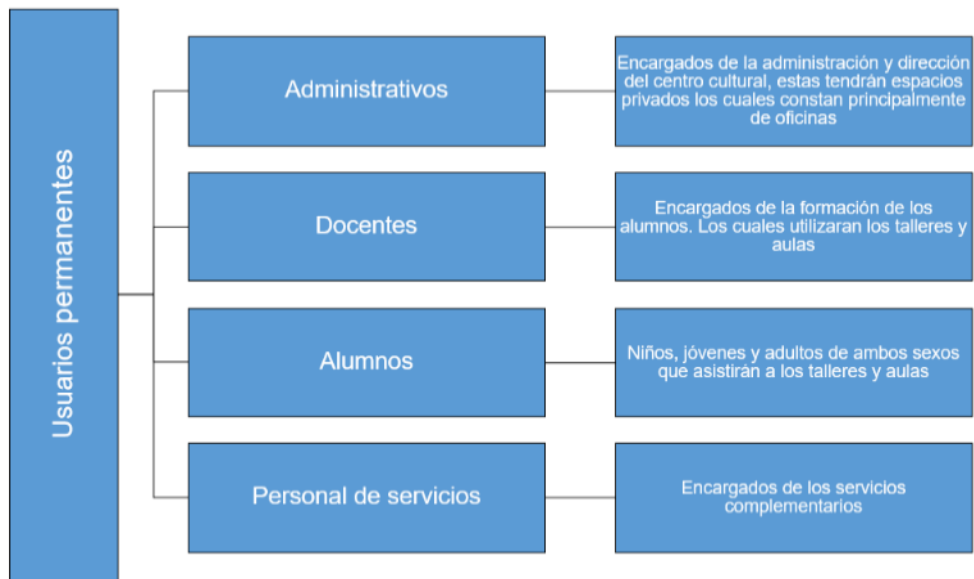 Usuarios permanentes
Administrativos
Encargados de la administración y dirección
del centro cultural, estas tendrán espacios
privados los cuales constan principalmente
de oficinas
Docentes
Encargados de la formación de los
alumnos. Los cuales utilizaran los talleres y
aulas
Alumnos
Niños, jóvenes y adultos de ambos sexos
que asistirán a los talleres y aulas
Personal de servicios
Encargados de los servicios
complementarios